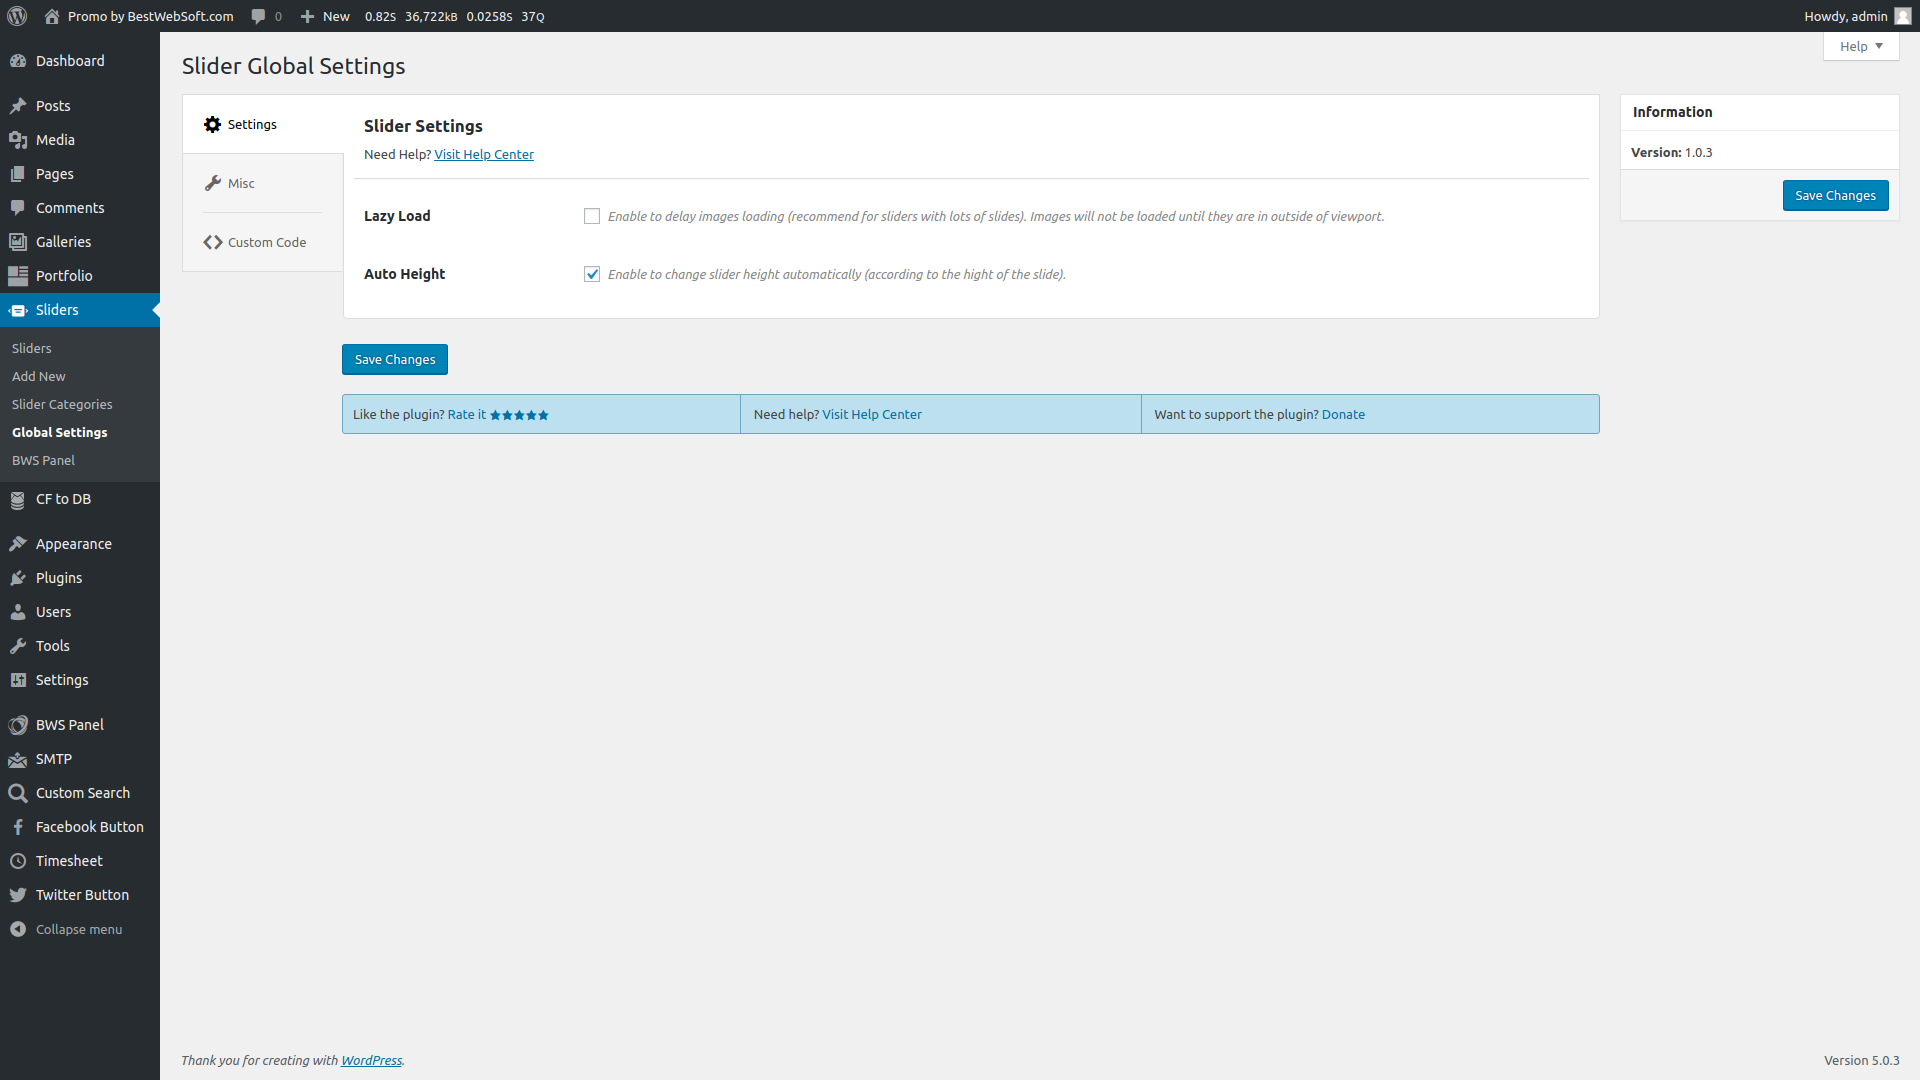 Promo by BestWebSoft.com 0 New 0.82S 36,722KB 0.0258S 37Q Howdy, admin
Help
Dashboard
Posts
Media
Pages
Comments
Galleries
Portfolio
Sliders
Sliders
Add New
Slider Categories
Global Settings
BWS Panel
CF to DB
Appearance
Plugins
Users
Tools
Settings
BWS Panel
SMTP
Custom Search
Facebook Button
Timesheet
Twitter Button
Collapse menu
Slider Global Settings
Settings
Misc
Custom Code
Slider Settings
Need Help? Visit Help Center
Lazy Load Enable to delay images loading (recommend for sliders with lots of slides). Images will not be loaded until they are in outside of viewport.
Auto Height Enable to change slider height automatically (according to the hight of the slide).
Save Changes
Like the plugin? Rate it Need help? Visit Help Center Want to support the plugin? Donate
Information
Version: 1.0.3
Save Changes
Thank you for creating with WordPress. Version 5.0.3